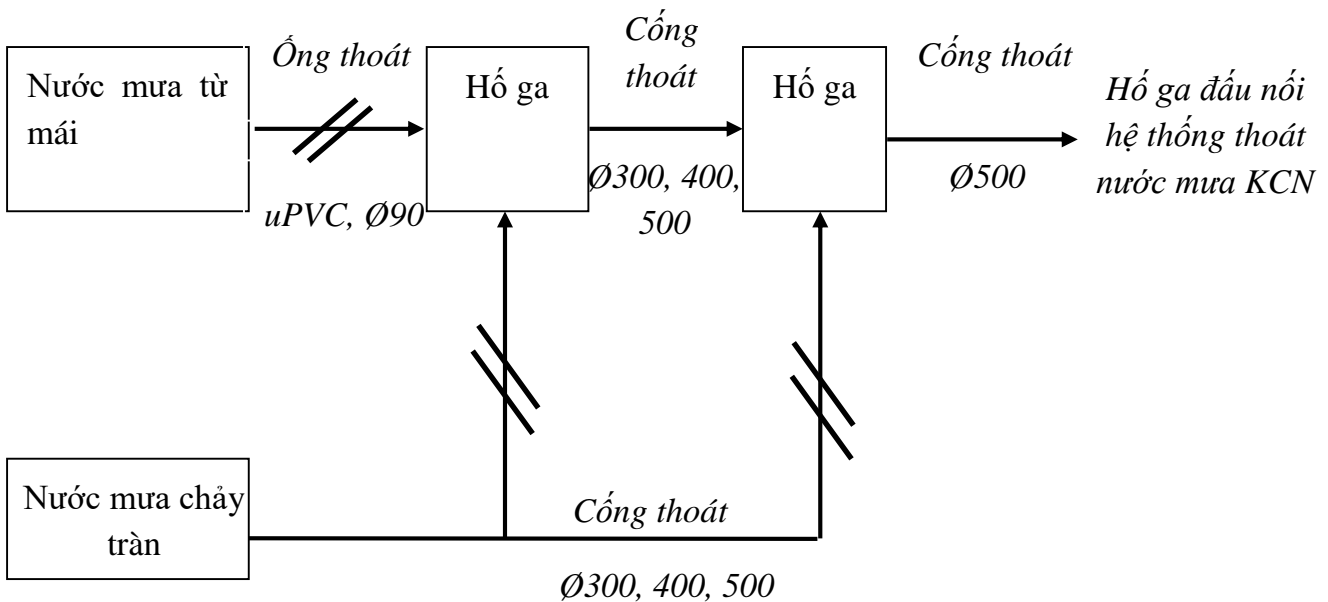 Nước mưa từ
mái
Ống thoát
uPVC, Ø90
Hố ga
Cống
thoát
Ø300, 400,
500
Hố ga
Cống thoát
Ø500
Hố ga đấu nối
hệ thống thoát
nước mưa KCN
Nước mưa chảy
tràn
Cống thoát
Ø300, 400, 500